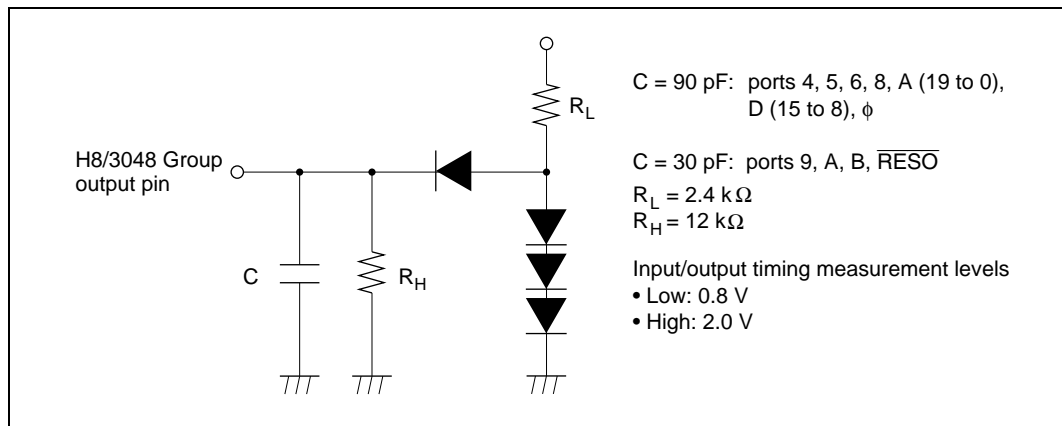 C = 90 pF: ports 4, 5, 6, 8, A (19 to 0),
D (15 to 8), ϕ
R_L
H8/3048 Group
output pin
C = 30 pF: ports 9, A, B, R̅E̅S̅O̅
R_L = 2.4 kΩ
R_H = 12 kΩ
C
R_H
Input/output timing measurement levels
• Low: 0.8 V
• High: 2.0 V